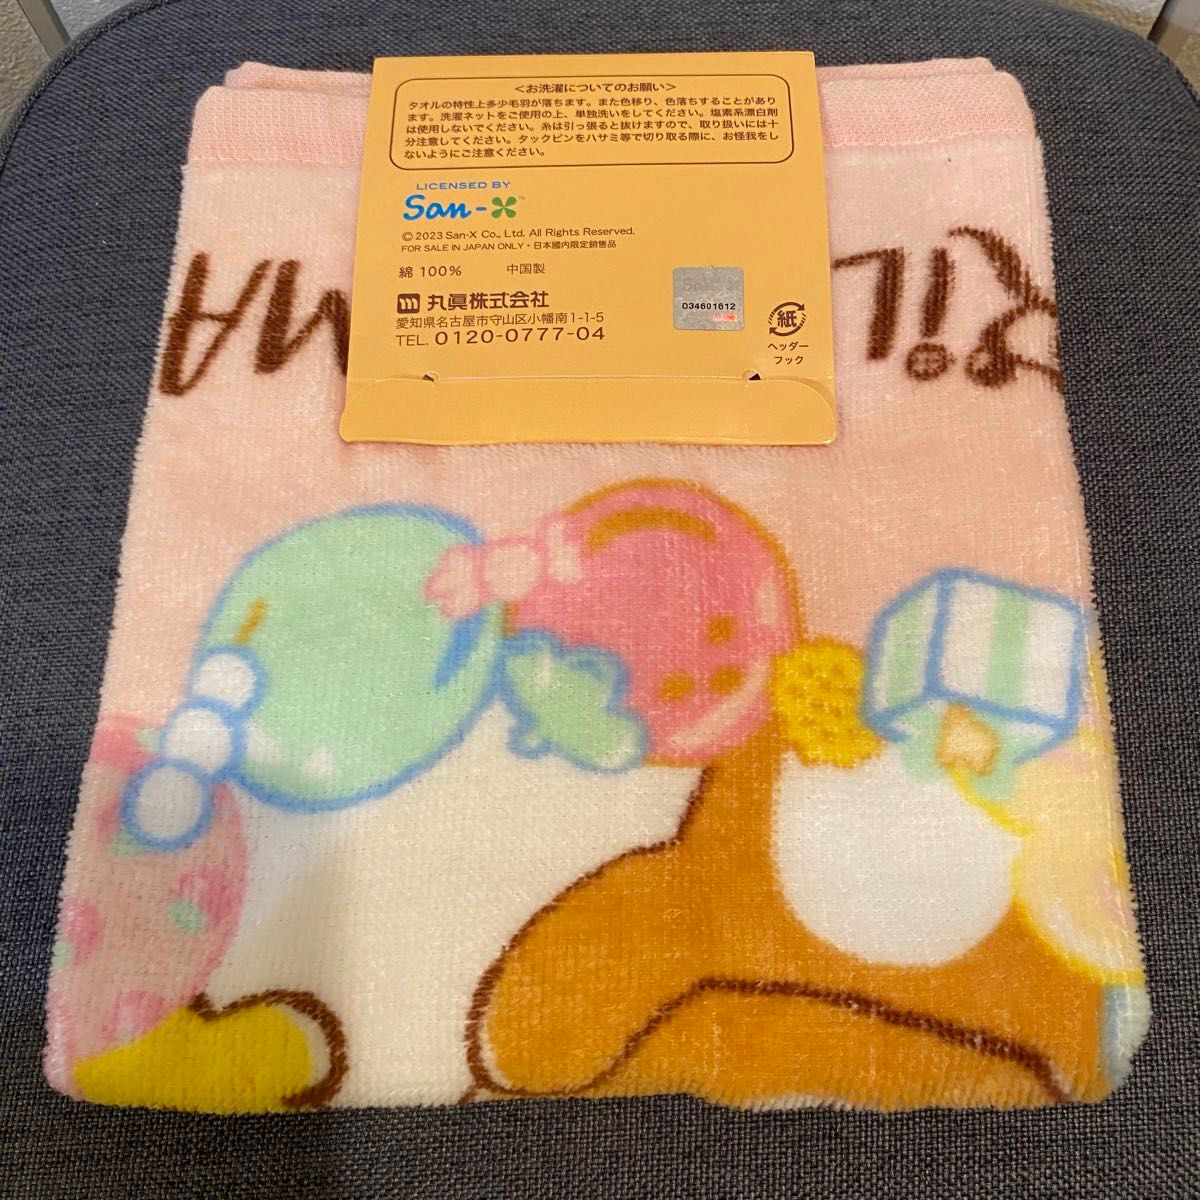 <お洗濯についてのお願い>
タオルの特性上多少毛羽が落ちます。また色移り、色落ちすることがあり
ます。洗濯ネットをご使用の上、単独洗いをしてください。塩素系漂白剤
は使用しないでください。糸は引っ張ると抜けますので、取り扱いには十
分注意してください。タックピンをハサミ等で切り取る際に、お怪我をし
ないようにご注意ください。
LICENSED BY
San-X™
©2023 San-X Co., Ltd. All Rights Reserved.
FOR SALE IN JAPAN ONLY・日本國内限定銷售品
綿 100% 中国製
丸眞株式会社
愛知県名古屋市守山区小幡南1-1-5
TEL. 0120-0777-04
San-X
034601612
紙
ヘッダー
フック
RIL
MA